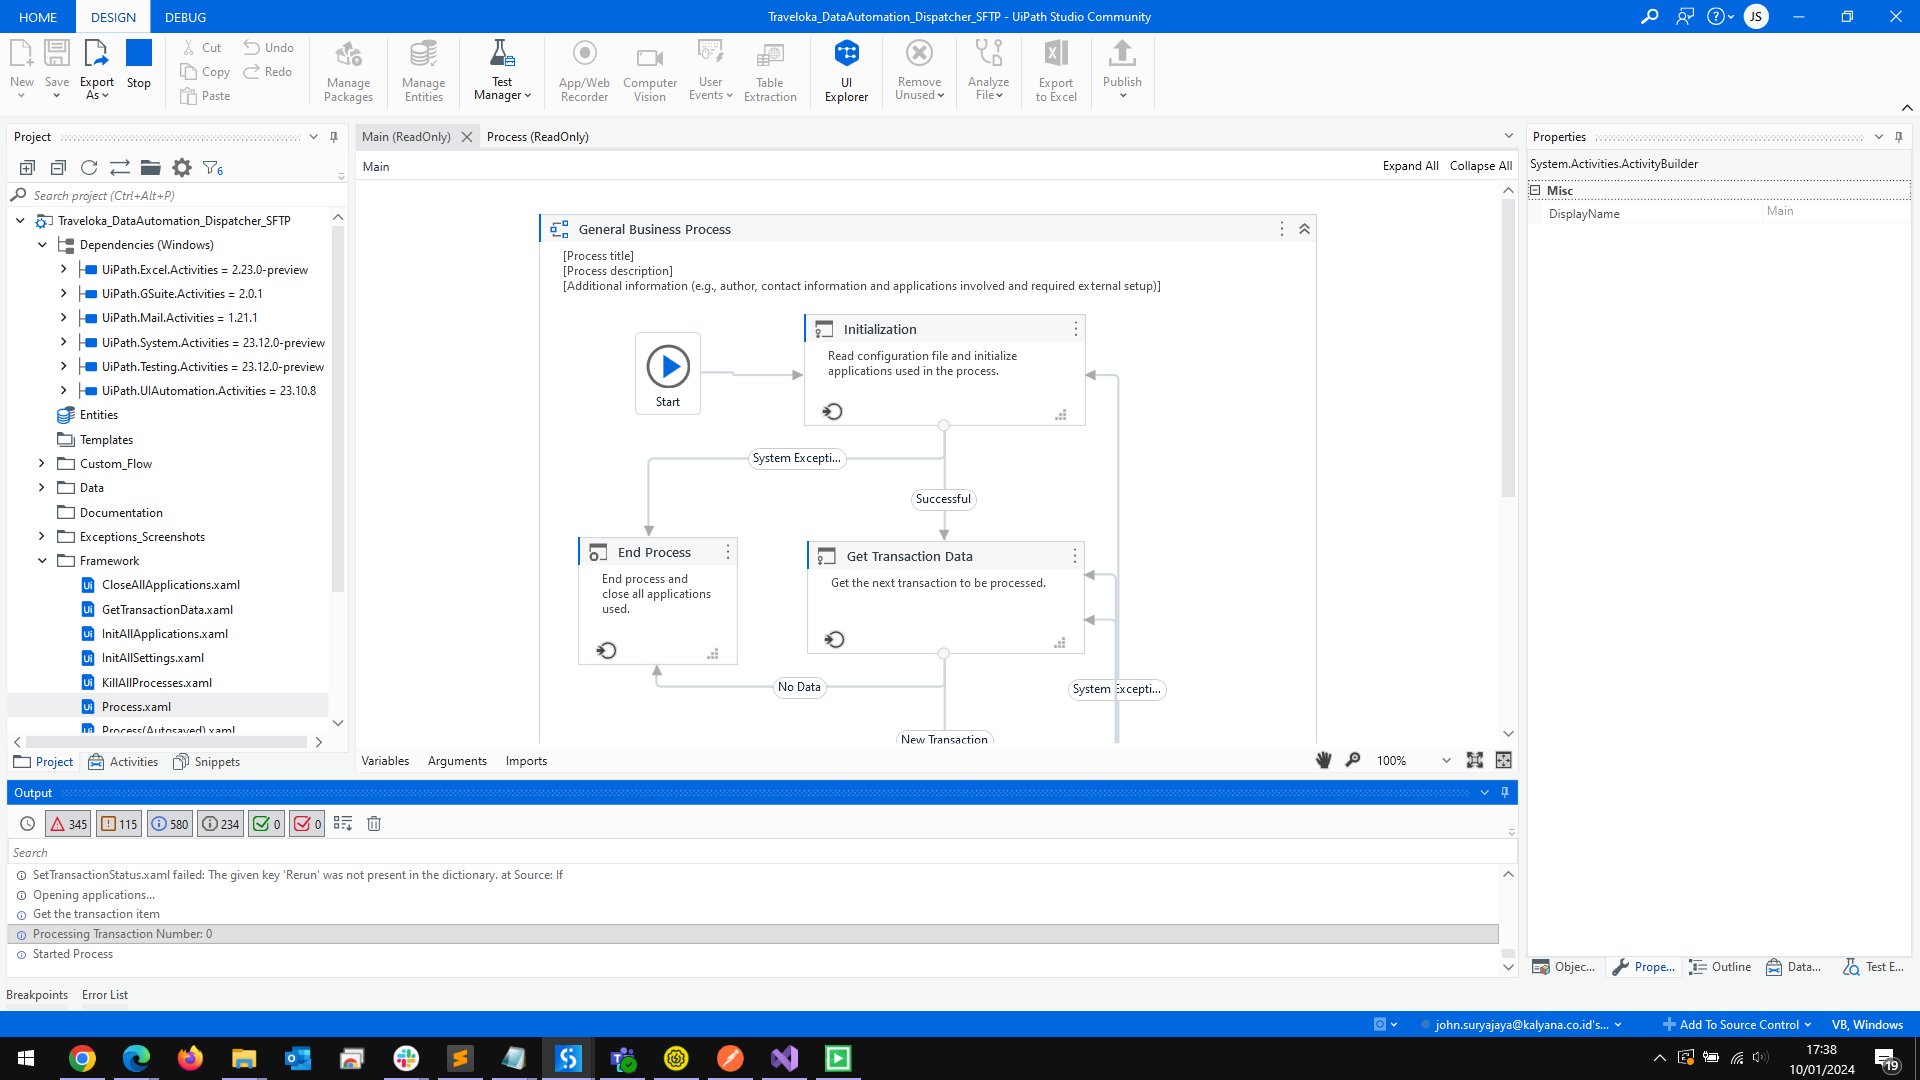 HOME
DESIGN
DEBUG
Traveloka_DataAutomation_Dispatcher_SFTP - UiPath Studio Community
JS
New
Save
Export As
Stop
Cut
Copy
Paste
Undo
Redo
Manage Packages
Manage Entities
Test Manager
App/Web Recorder
Computer Vision
User Events
Table Extraction
UI Explorer
Remove Unused
Analyze File
Export to Excel
Publish
Project
6
Search project (Ctrl+Alt+P)
Traveloka_DataAutomation_Dispatcher_SFTP
Dependencies (Windows)
UiPath.Excel.Activities = 2.23.0-preview
UiPath.GSuite.Activities = 2.0.1
UiPath.Mail.Activities = 1.21.1
UiPath.System.Activities = 23.12.0-preview
UiPath.Testing.Activities = 23.12.0-preview
UiPath.UIAutomation.Activities = 23.10.8
Entities
Templates
Custom_Flow
Data
Documentation
Exceptions_Screenshots
Framework
CloseAllApplications.xaml
GetTransactionData.xaml
InitAllApplications.xaml
InitAllSettings.xaml
KillAllProcesses.xaml
Process.xaml
Process(Autosaved).xaml
Project
Activities
Snippets
Main (ReadOnly)
Process (ReadOnly)
Main
Expand All
Collapse All
General Business Process
[Process title]
[Process description]
[Additional information (e.g., author, contact information and applications involved and required external setup)]
Start
Initialization
Read configuration file and initialize
applications used in the process.
System Excepti...
Successful
End Process
End process and
close all applications
used.
Get Transaction Data
Get the next transaction to be processed.
No Data
System Excepti...
New Transaction
Variables
Arguments
Imports
100%
Properties
System.Activities.ActivityBuilder
Misc
DisplayName
Main
Output
345
115
580
234
0
0
Search
SetTransactionStatus.xaml failed: The given key 'Rerun' was not present in the dictionary. at Source: If
Opening applications...
Get the transaction item
Processing Transaction Number: 0
Started Process
Objec...
Prope...
Outline
Data...
Test E...
Breakpoints
Error List
john.suryajaya@kalyana.co.id's...
Add To Source Control
VB, Windows
17:38
10/01/2024
19